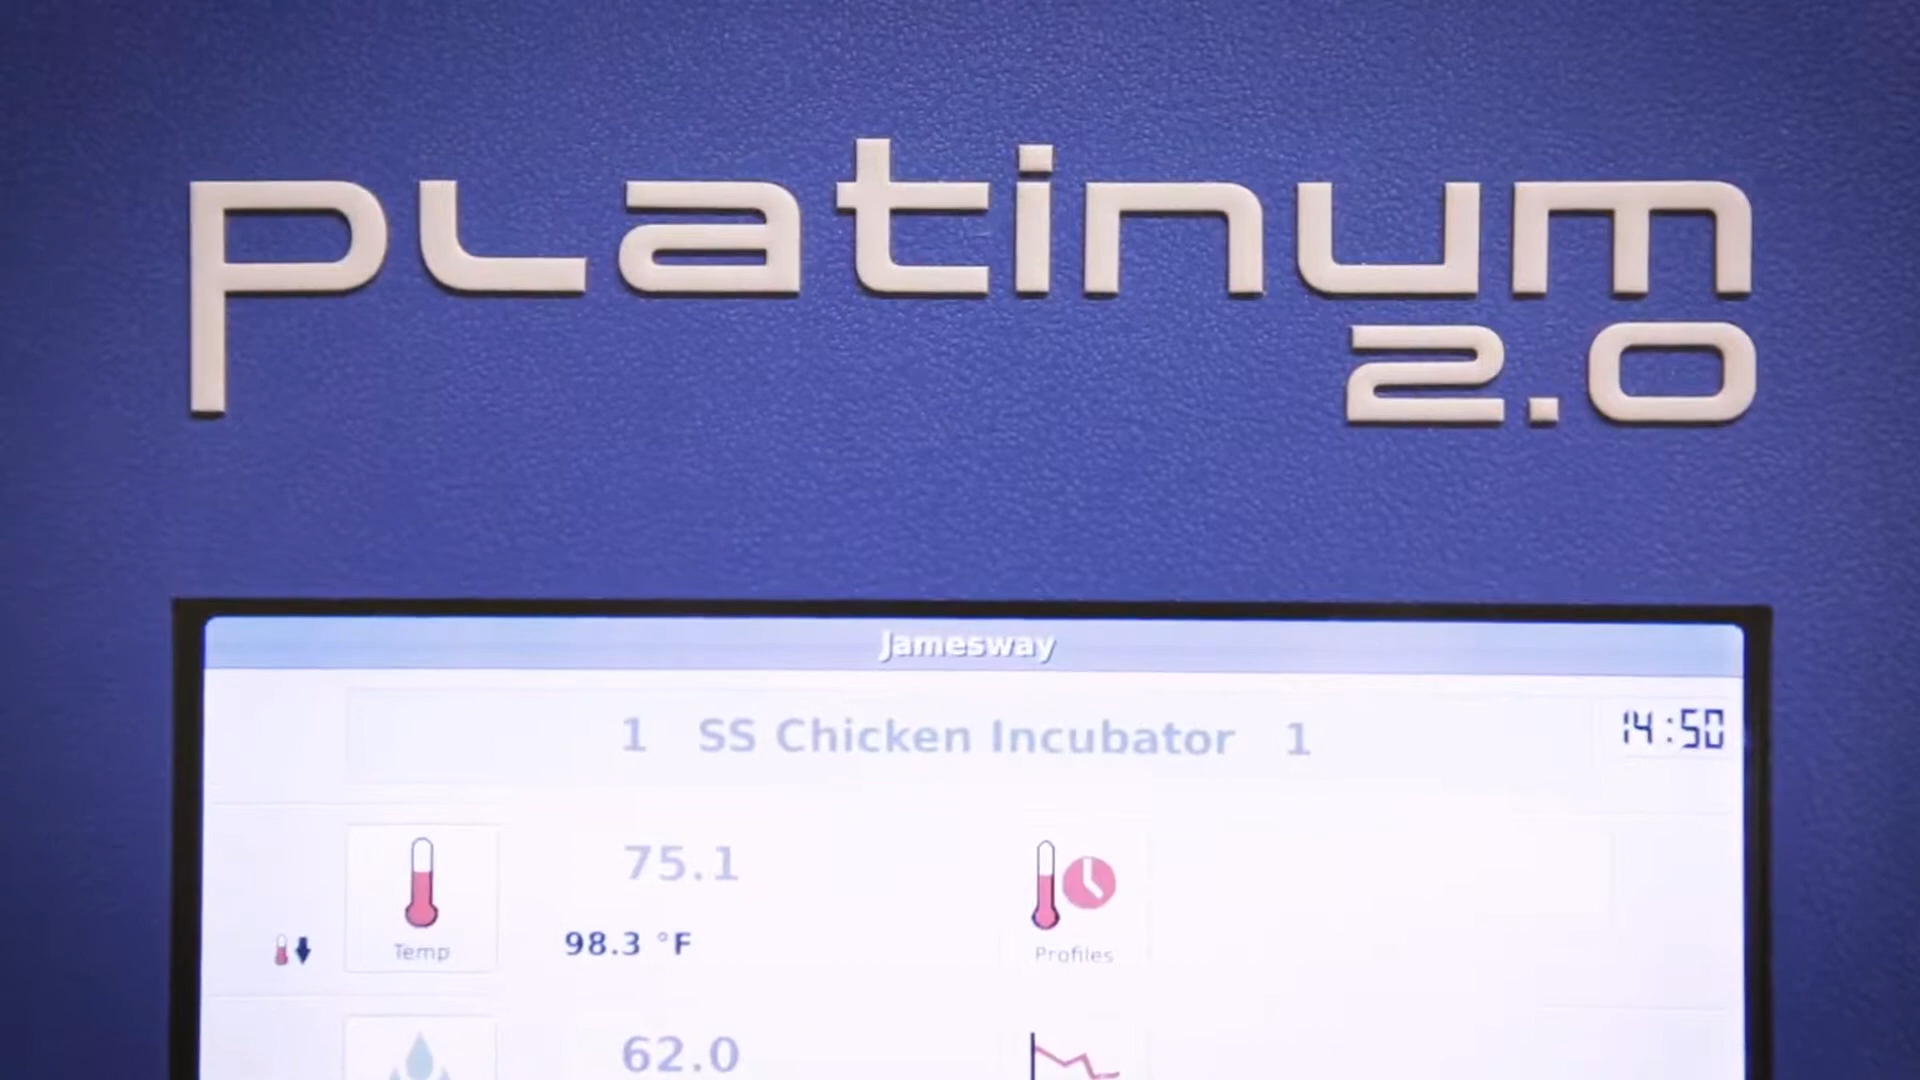 Platinum
2.0
Jamesway
1 SS Chicken Incubator 1
14:50
75.1
Temp
98.3 °F
Profiles
62.0